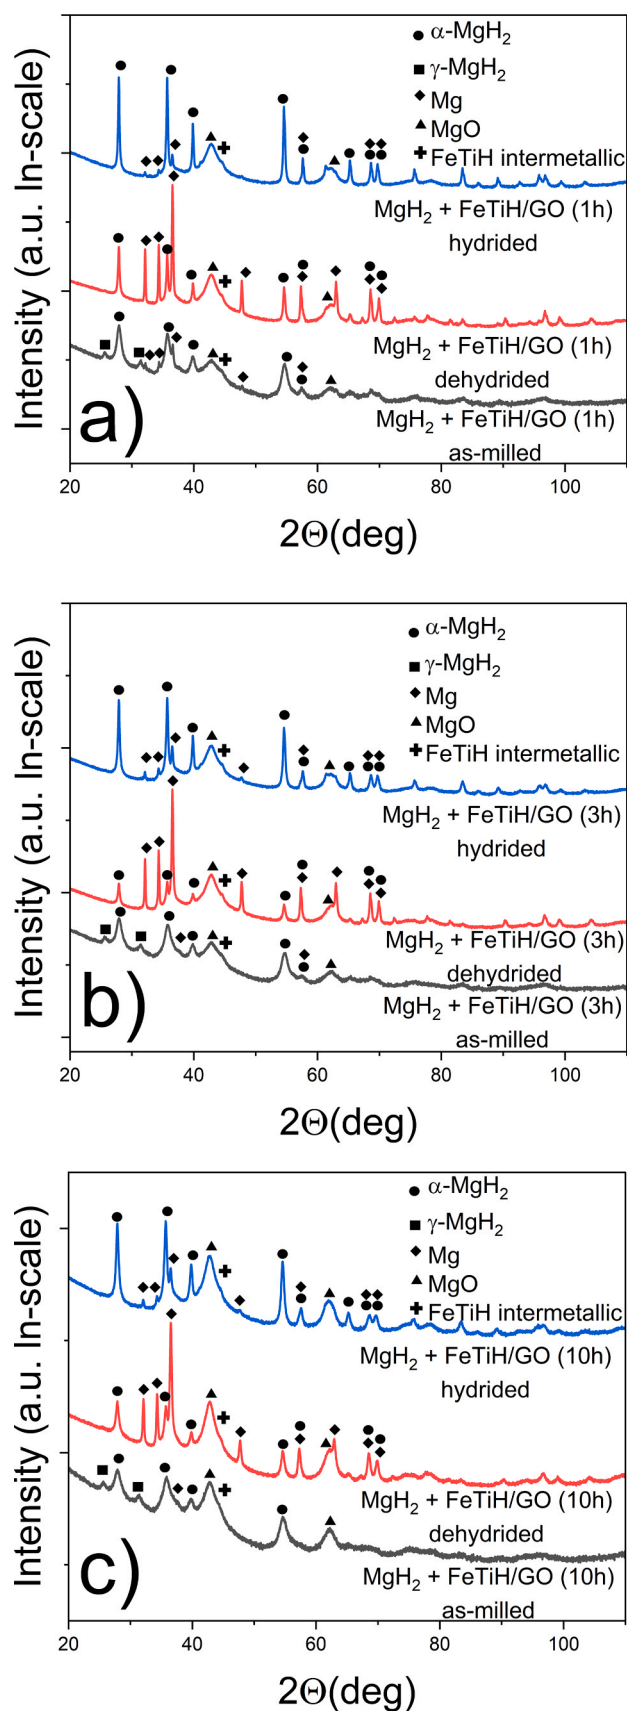 α-MgH₂
γ-MgH₂
Mg
MgO
FeTiH intermetallic
MgH₂ + FeTiH/GO (1h)
hydrided
MgH₂ + FeTiH/GO (1h)
dehydrided
MgH₂ + FeTiH/GO (1h)
as-milled
a)
Intensity (a.u. ln-scale)
20 40 60 80 100
2Θ(deg)
α-MgH₂
γ-MgH₂
Mg
MgO
FeTiH intermetallic
MgH₂ + FeTiH/GO (3h)
hydrided
MgH₂ + FeTiH/GO (3h)
dehydrided
MgH₂ + FeTiH/GO (3h)
as-milled
b)
Intensity (a.u. ln-scale)
20 40 60 80 100
2Θ(deg)
α-MgH₂
γ-MgH₂
Mg
MgO
FeTiH intermetallic
MgH₂ + FeTiH/GO (10h)
hydrided
MgH₂ + FeTiH/GO (10h)
dehydrided
MgH₂ + FeTiH/GO (10h)
as-milled
c)
Intensity (a.u. ln-scale)
20 40 60 80 100
2Θ(deg)